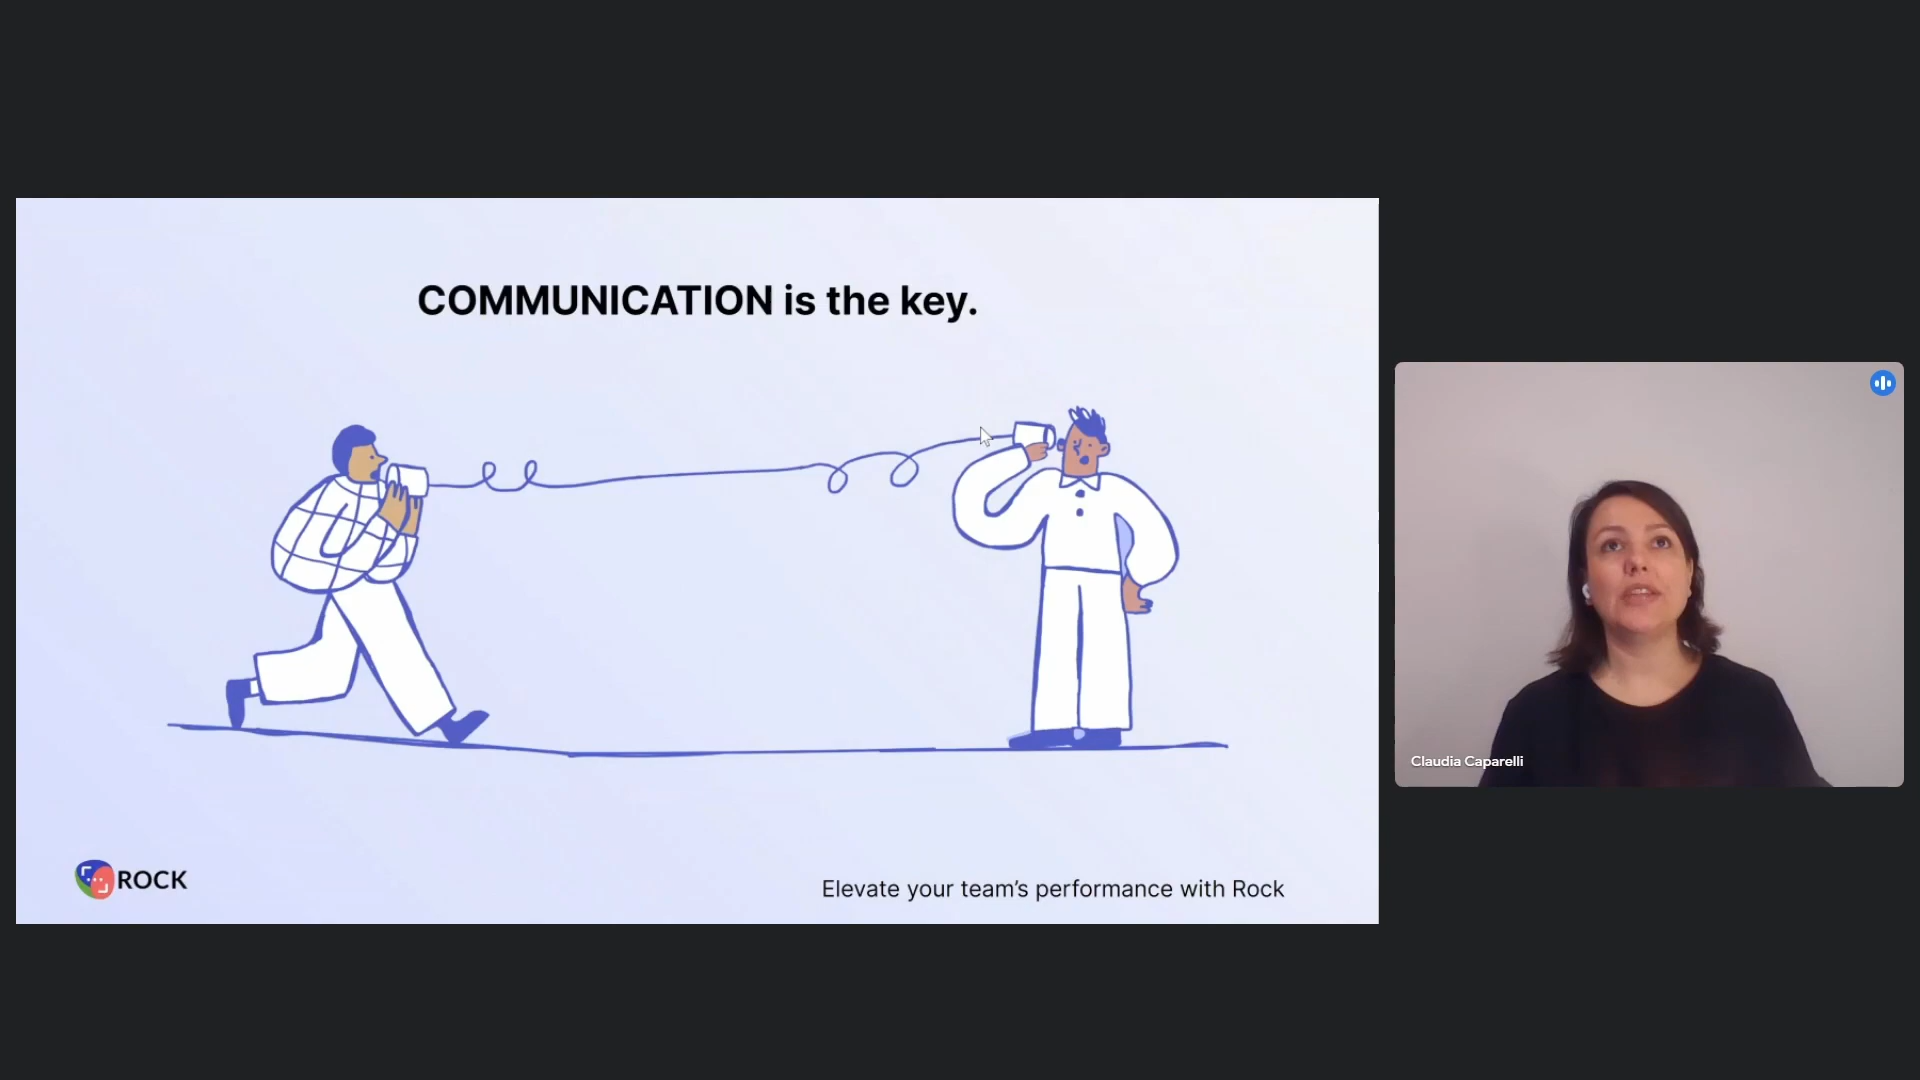 COMMUNICATION is the key.
Claudia Caparelli
ROCK
Elevate your team's performance with Rock